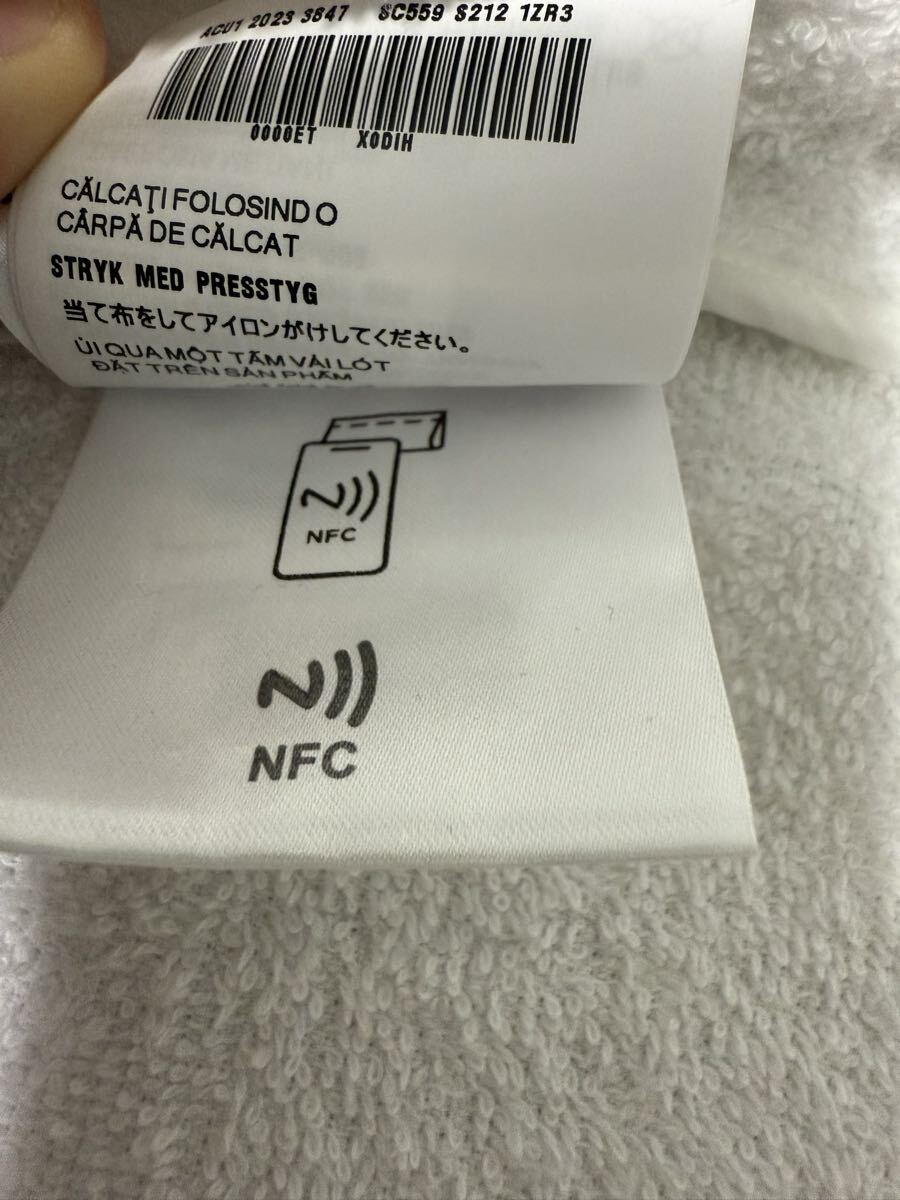 ACU1 2023 3847 SC559 S212 1ZR3
0000ET X0DIH
CĂLCAŢI FOLOSIND O
CÂRPĂ DE CĂLCAT
STRYK MED PRESSTYG
当て布をしてアイロンがけしてください。
ỦI QUA MỘT TẤM VẢI LÓT
ĐẶT TRÊN SẢN PHẨM
NFC
NFC